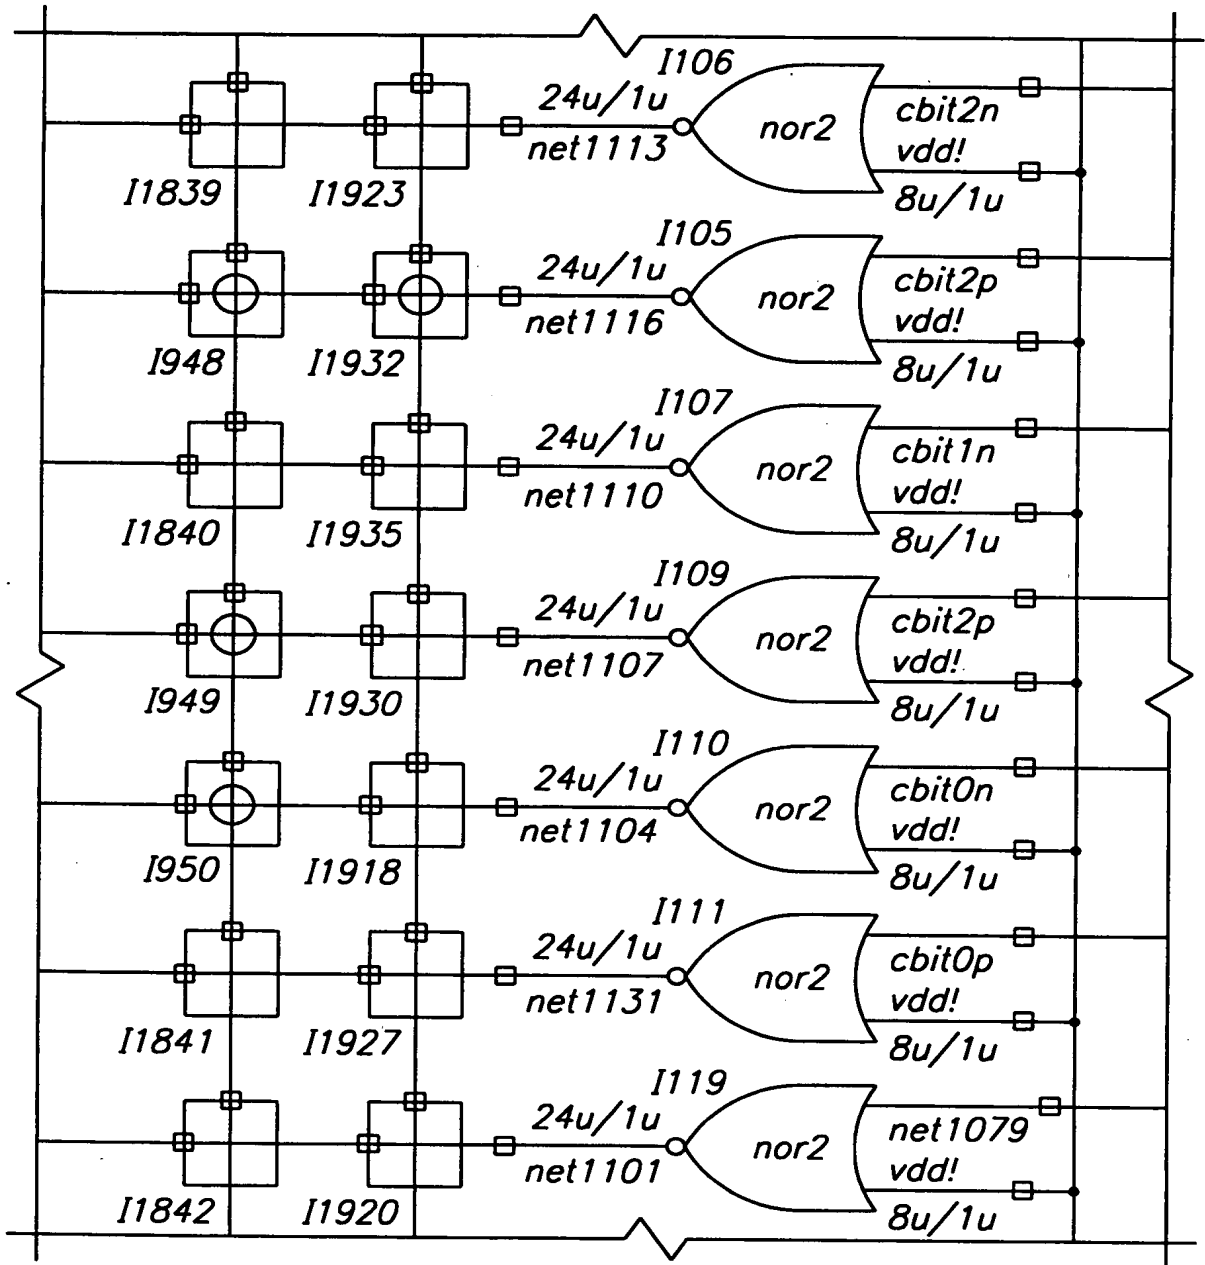 I106
24u/1u
nor2
cbit2n
net1113
vdd!
I1839
I1923
8u/1u
I105
24u/1u
nor2
cbit2p
net1116
vdd!
I948
I1932
8u/1u
I107
24u/1u
nor2
cbit1n
net1110
vdd!
I1840
I1935
8u/1u
I109
24u/1u
nor2
cbit2p
net1107
vdd!
I949
I1930
8u/1u
I110
24u/1u
nor2
cbit0n
net1104
vdd!
I950
I1918
8u/1u
I111
24u/1u
nor2
cbit0p
net1131
vdd!
I1841
I1927
8u/1u
I119
24u/1u
nor2
net1079
net1101
vdd!
I1842
I1920
8u/1u